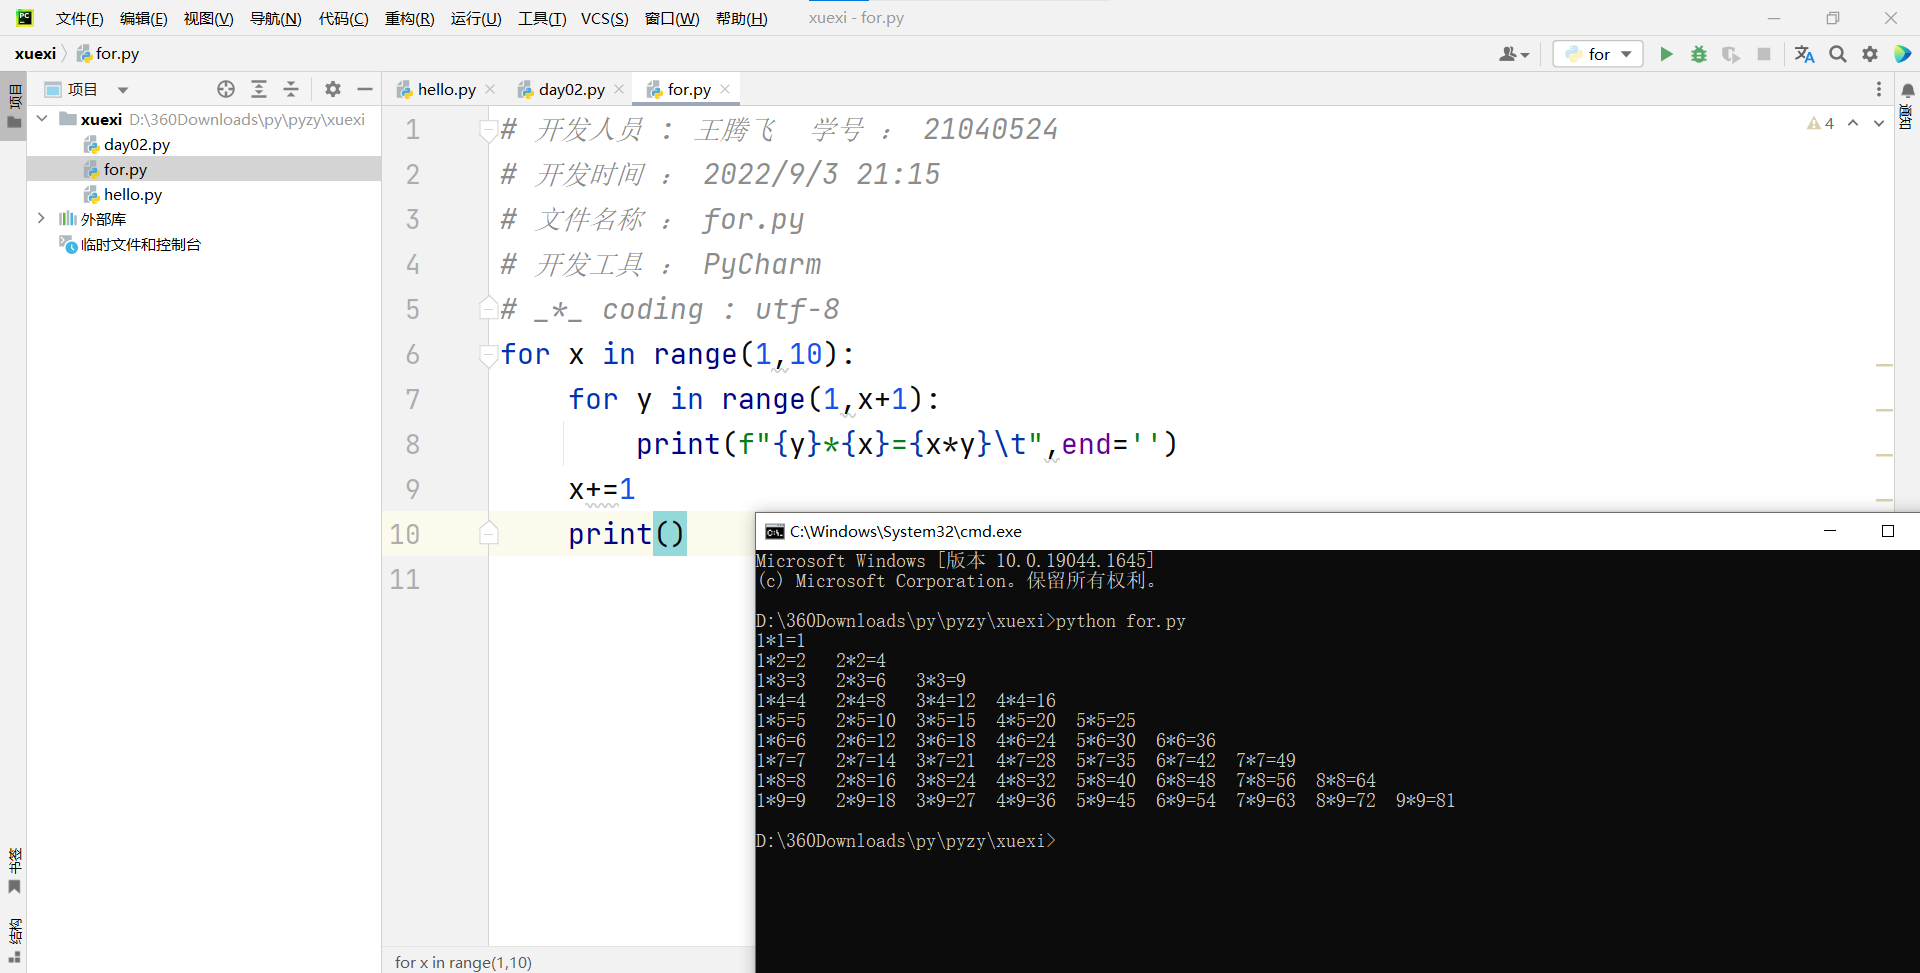 文件(F) 编辑(E) 视图(V) 导航(N) 代码(C) 重构(R) 运行(U) 工具(T) VCS(S) 窗口(W) 帮助(H) xuexi - for.py
xuexi for.py for
项目 hello.py day02.py for.py
项目
xuexi D:\360Downloads\py\pyzy\xuexi
day02.py
for.py
hello.py
外部库
临时文件和控制台
书签
结构
通知
4
1 # 开发人员 : 王腾飞 学号 : 21040524
2 # 开发时间 : 2022/9/3 21:15
3 # 文件名称 : for.py
4 # 开发工具 : PyCharm
5 # _*_ coding : utf-8
6 for x in range(1,10):
7 for y in range(1,x+1):
8 print(f"{y}*{x}={x*y}\t",end='')
9 x+=1
10 print()
11
for x in range(1,10)
C:\Windows\System32\cmd.exe
Microsoft Windows [版本 10.0.19044.1645]
(c) Microsoft Corporation。保留所有权利。
D:\360Downloads\py\pyzy\xuexi>python for.py
1*1=1
1*2=2 2*2=4
1*3=3 2*3=6 3*3=9
1*4=4 2*4=8 3*4=12 4*4=16
1*5=5 2*5=10 3*5=15 4*5=20 5*5=25
1*6=6 2*6=12 3*6=18 4*6=24 5*6=30 6*6=36
1*7=7 2*7=14 3*7=21 4*7=28 5*7=35 6*7=42 7*7=49
1*8=8 2*8=16 3*8=24 4*8=32 5*8=40 6*8=48 7*8=56 8*8=64
1*9=9 2*9=18 3*9=27 4*9=36 5*9=45 6*9=54 7*9=63 8*9=72 9*9=81
D:\360Downloads\py\pyzy\xuexi>